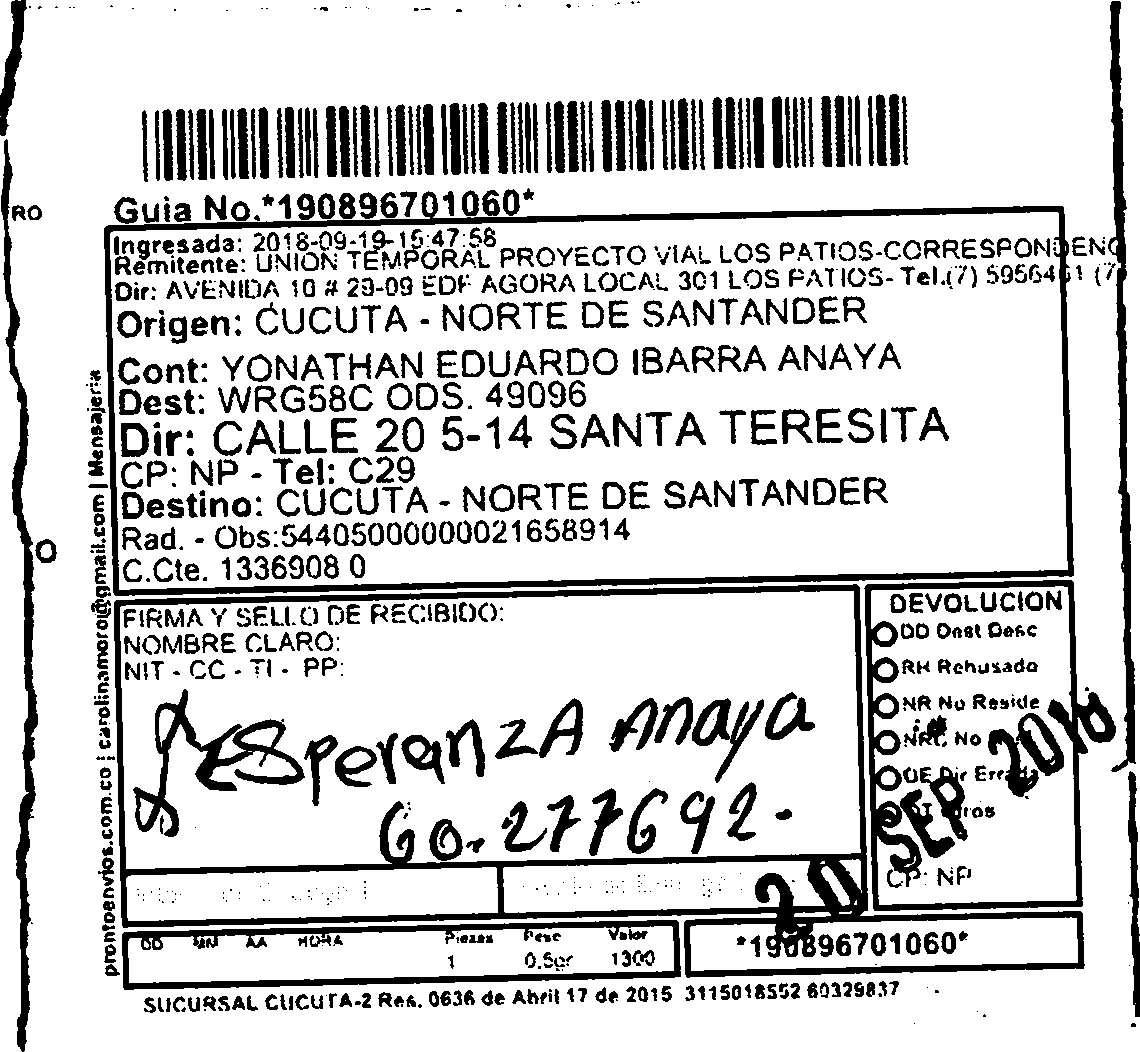 RO
Guia No.*190896701060*
Ingresada: 2018-09-19-15:47:58
Remitente: UNION TEMPORAL PROYECTO VIAL LOS PATIOS-CORRESPONDENC
Dir: AVENIDA 10 # 29-09 EDF AGORA LOCAL 301 LOS PATIOS- Tel.(7) 5956461 (7)
Origen: CUCUTA - NORTE DE SANTANDER
Cont: YONATHAN EDUARDO IBARRA ANAYA
Dest: WRG58C ODS. 49096
Dir: CALLE 20 5-14 SANTA TERESITA
CP: NP - Tel: C29
Destino: CUCUTA - NORTE DE SANTANDER
Rad. - Obs:54405000000021658914
C.Cte. 1336908 0
O
prontoenvios.com.co | carolinamoro@gmail.com | Mensajeria
FIRMA Y SELLO DE RECIBIDO:
NOMBRE CLARO:
NIT - CC - TI - PP:
Esperanza Anaya
60.277692-
DEVOLUCION
DD Dest Desc
RH Rehusado
NR No Reside
NRC No
DE Dir Errada
20 SEP 2018
CP: NP
DD MM AA HORA
Piezas Peso Valor
1 0.5gr 1300
*190896701060*
SUCURSAL CUCUTA-2 Res. 0636 de Abril 17 de 2015 3115018552 60329837